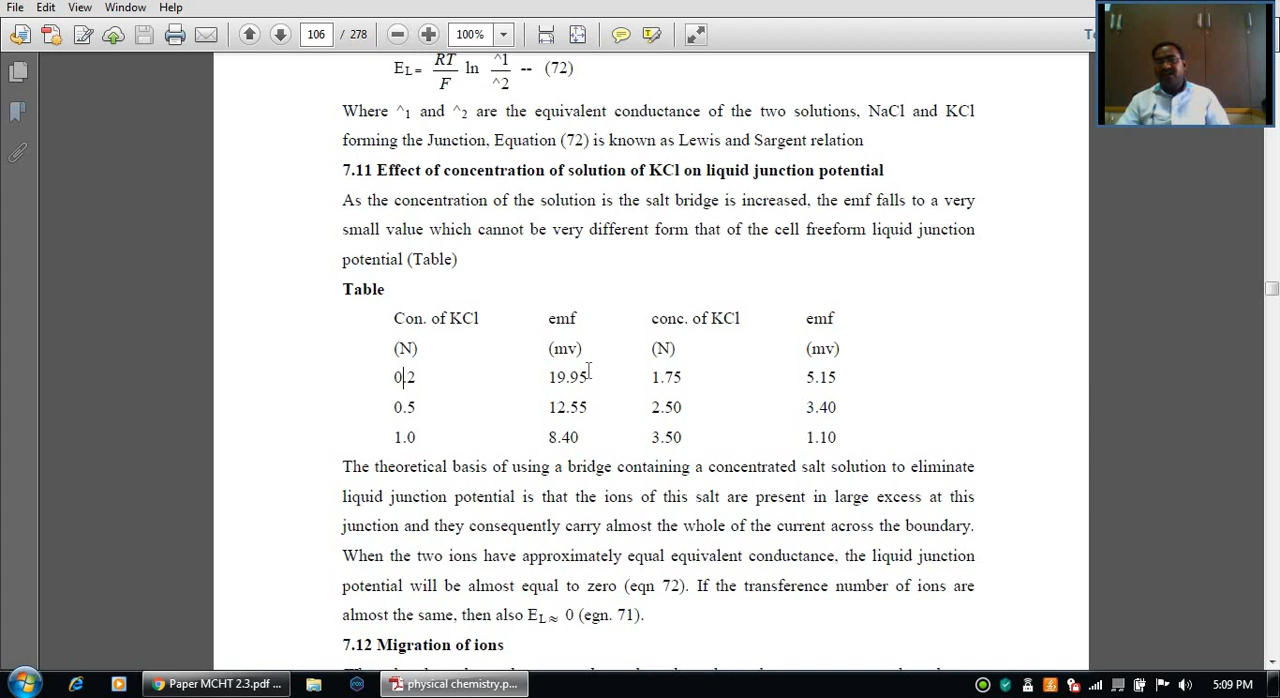 File Edit View Window Help
106 / 278 100%
EL= RT/F ln ^1/^2 -- (72)
Where ^1 and ^2 are the equivalent conductance of the two solutions, NaCl and KCl
forming the Junction, Equation (72) is known as Lewis and Sargent relation
7.11 Effect of concentration of solution of KCl on liquid junction potential
As the concentration of the solution is the salt bridge is increased, the emf falls to a very
small value which cannot be very different form that of the cell freeform liquid junction
potential (Table)
Table
Con. of KCl emf conc. of KCl emf
(N) (mv) (N) (mv)
0.2 19.95 1.75 5.15
0.5 12.55 2.50 3.40
1.0 8.40 3.50 1.10
The theoretical basis of using a bridge containing a concentrated salt solution to eliminate
liquid junction potential is that the ions of this salt are present in large excess at this
junction and they consequently carry almost the whole of the current across the boundary.
When the two ions have approximately equal equivalent conductance, the liquid junction
potential will be almost equal to zero (eqn 72). If the transference number of ions are
almost the same, then also EL≈ 0 (egn. 71).
7.12 Migration of ions
Paper MCHT 2.3.pdf ... physical chemistry.p... 5:09 PM